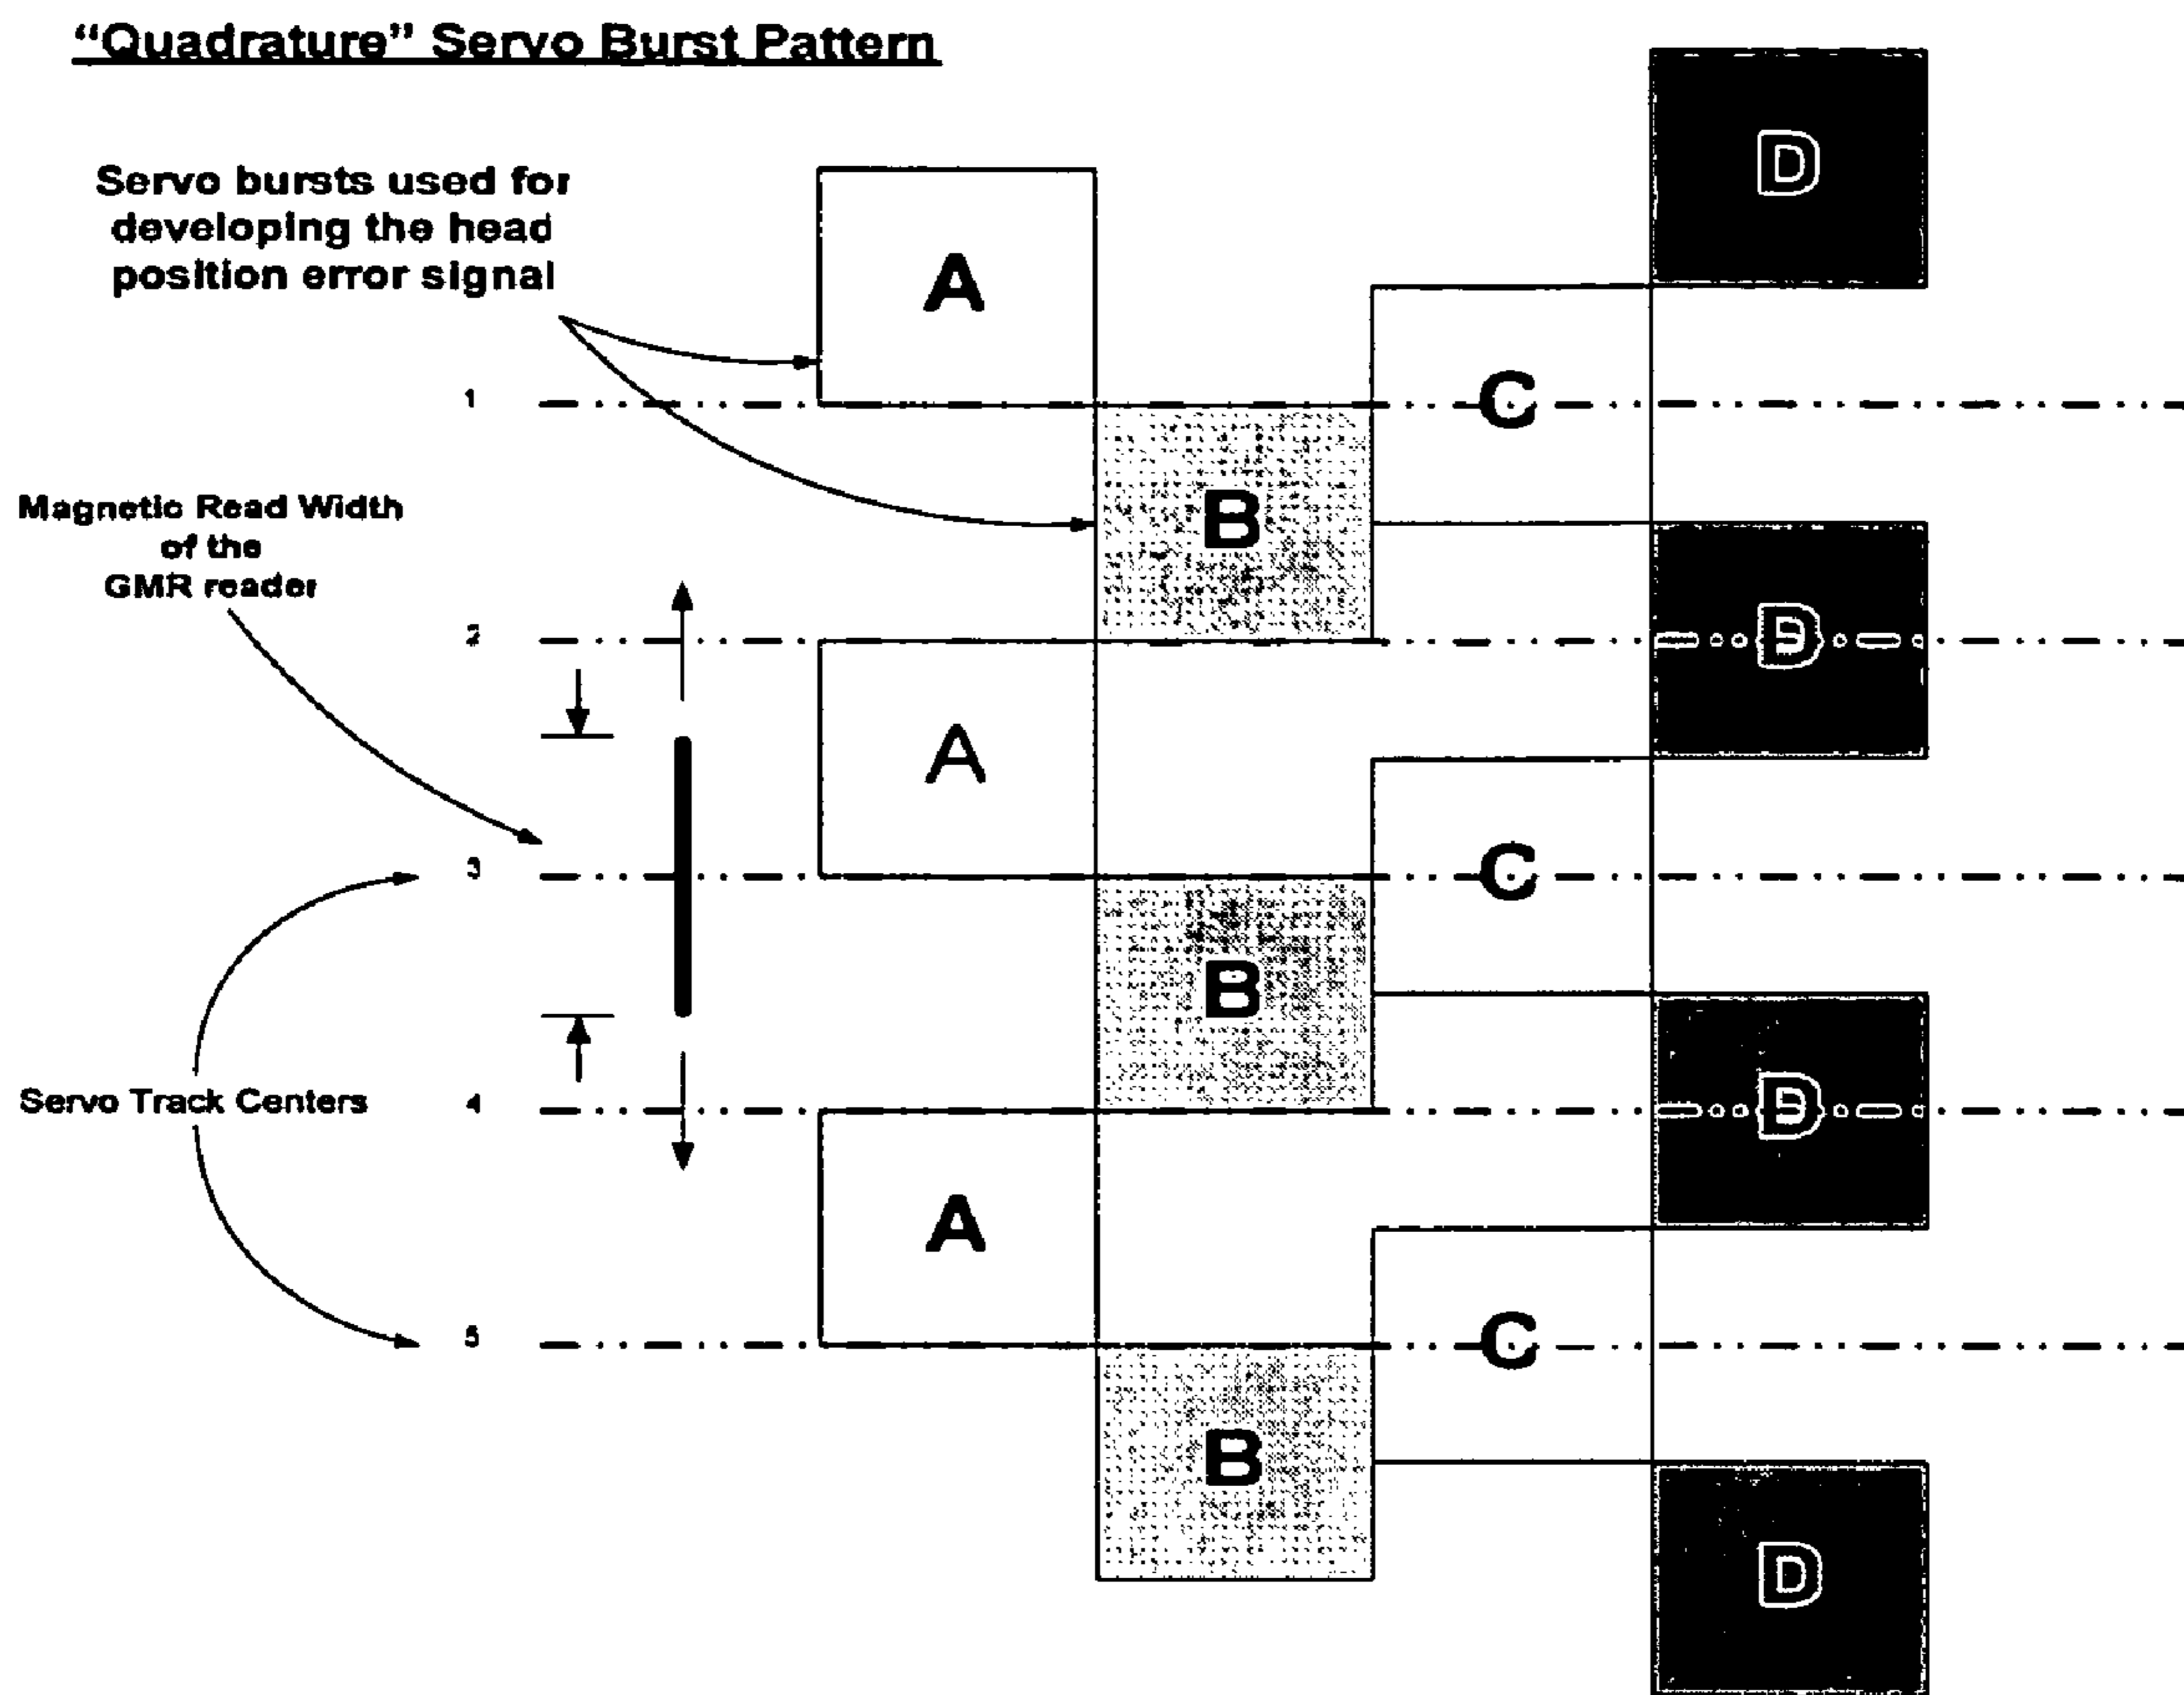 “Quadrature” Servo Burst Pattern
D
Servo bursts used for
developing the head
position error signal
A
1
C
Magnetic Read Width
of the
GMR reader
B
2
D
A
3
C
B
Servo Track Centers
4
D
A
5
C
B
D